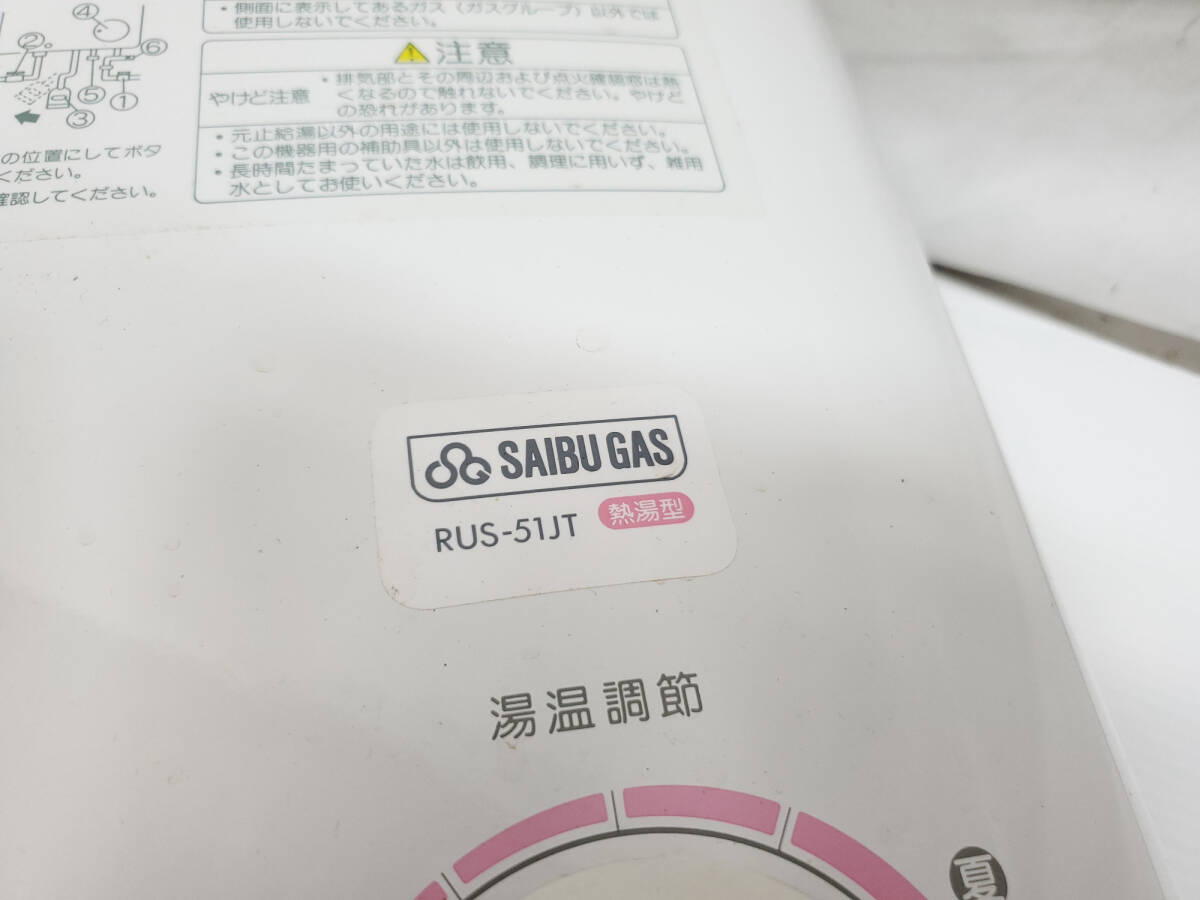 ・側面に表示してあるガス(ガスグループ)以外では
使用しないでください。
④
②
⑥
⑤
①
③
の位置にしてボタ
ください。
確認してください。
注意
やけど注意
・排気部とその周辺および点火確認窓は熱
くなるので触れないでください。やけど
の恐れがあります。
・元止給湯以外の用途には使用しないでください。
・この機器用の補助具以外は使用しないでください。
・長時間たまっていた水は飲用、調理に用いず、雑用
水としてお使いください。
SAIBU GAS
RUS-51JT 熱湯型
湯温調節
夏